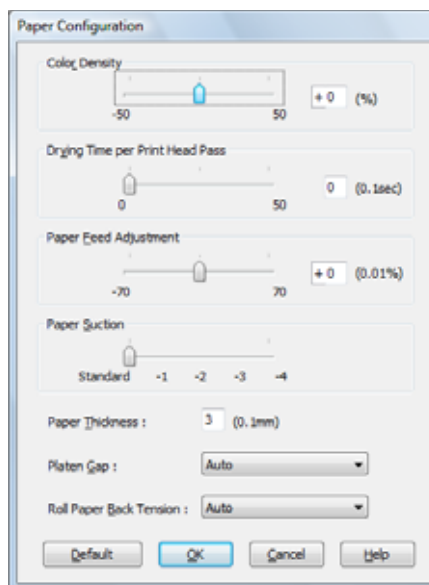 Paper Configuration
Color Density
+0 (%)
-50 50
Drying Time per Print Head Pass
0 (0.1sec)
0 50
Paper Feed Adjustment
+0 (0.01%)
-70 70
Paper Suction
Standard -1 -2 -3 -4
Paper Thickness : 3 (0.1mm)
Platen Gap : Auto
Roll Paper Back Tension : Auto
Default OK Cancel Help